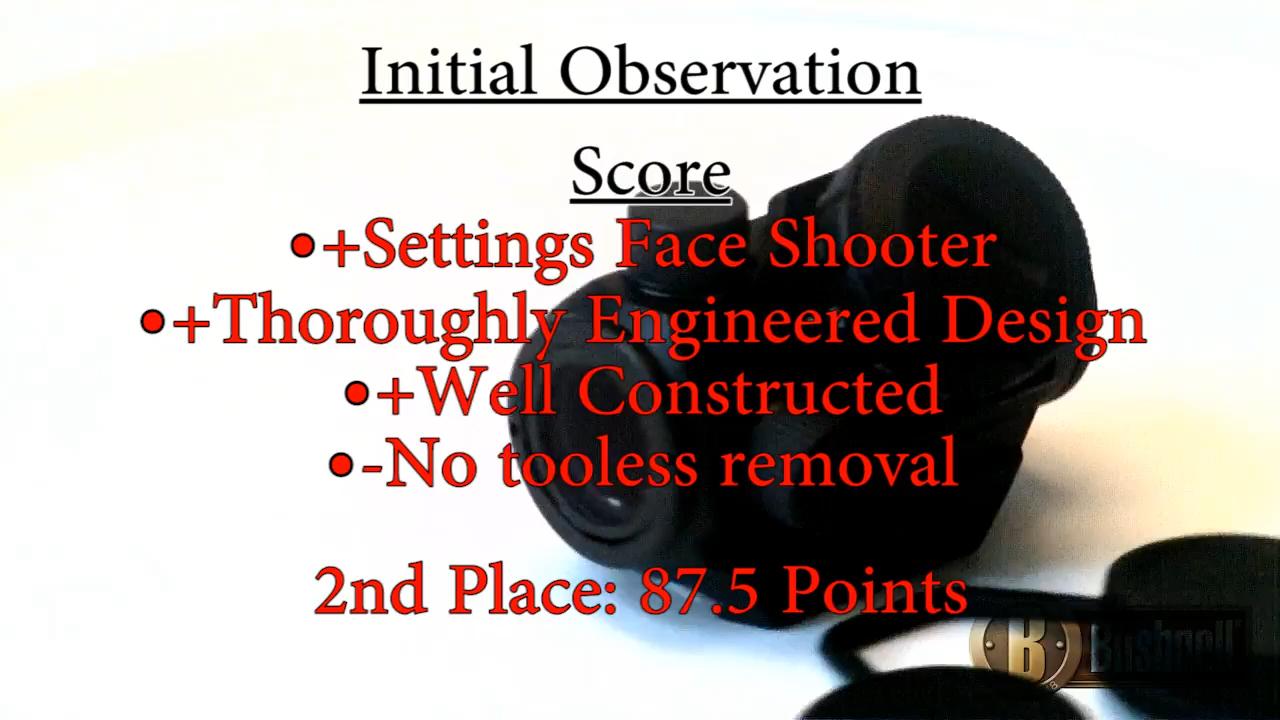 Initial Observation
Score
•+Settings Face Shooter
•+Thoroughly Engineered Design
•+Well Constructed
•-No tooless removal
2nd Place: 87.5 Points
B Bushnell